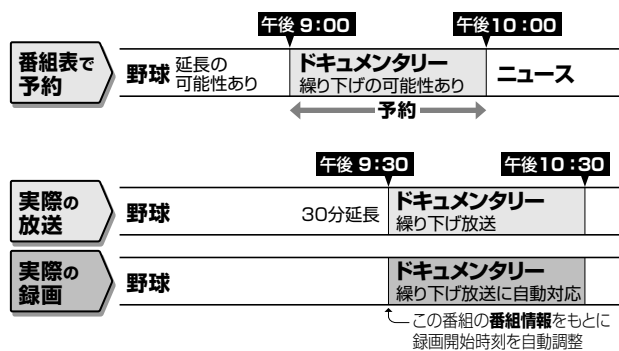 午後 9:00 午後10:00
番組表で
予約
野球 延長の
可能性あり
ドキュメンタリー
繰り下げの可能性あり
ニュース
予約
午後 9:30 午後10:30
実際の
放送
野球 30分延長
ドキュメンタリー
繰り下げ放送
実際の
録画
野球
ドキュメンタリー
繰り下げ放送に自動対応
この番組の番組情報をもとに
録画開始時刻を自動調整